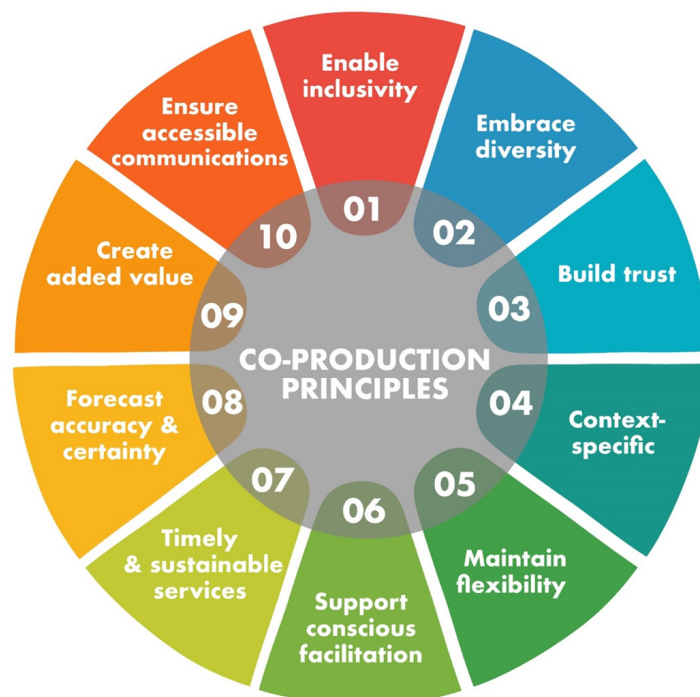 CO-PRODUCTION
PRINCIPLES
01
Enable
inclusivity
02
Embrace
diversity
03
Build trust
04
Context-
specific
05
Maintain
flexibility
06
Support
conscious
facilitation
07
Timely
& sustainable
services
08
Forecast
accuracy &
certainty
09
Create
added value
10
Ensure
accessible
communications